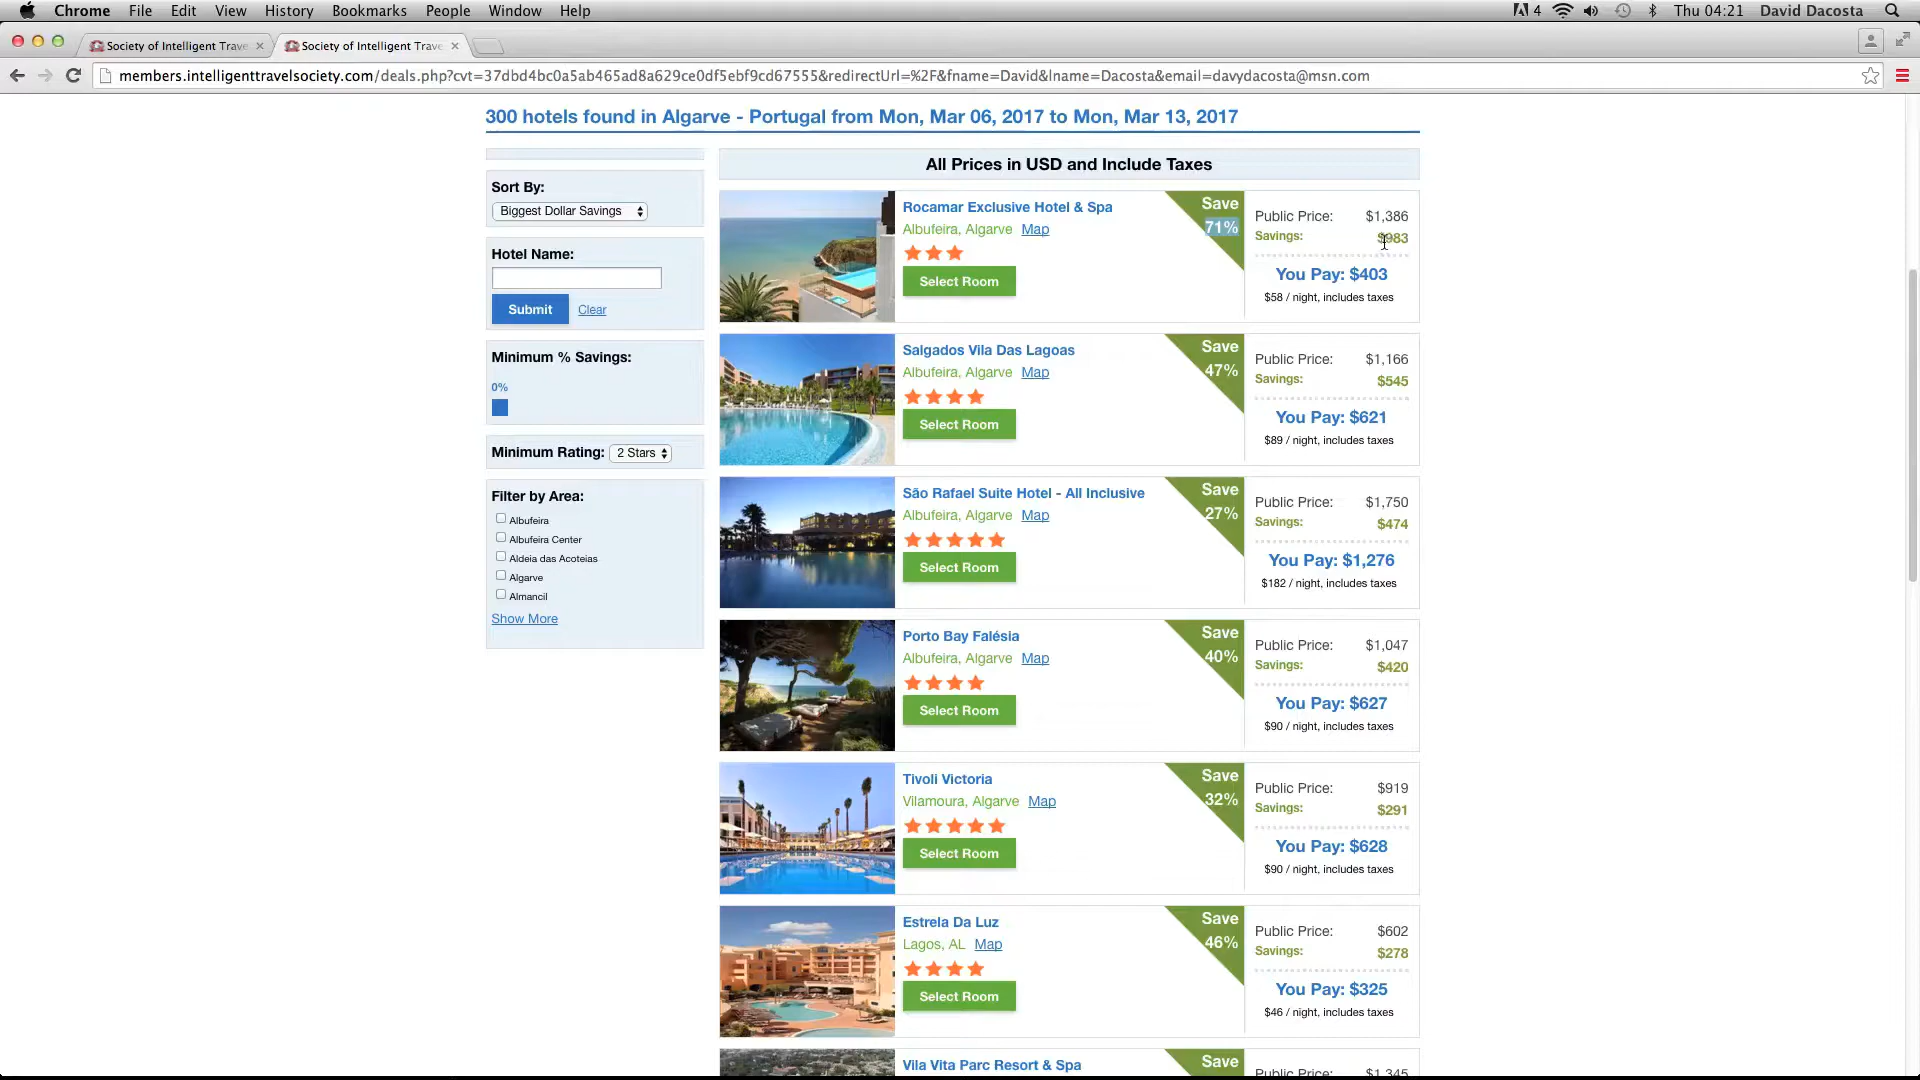 Chrome File Edit View History Bookmarks People Window Help
4 Thu 04:21 David Dacosta
Society of Intelligent Trave
Society of Intelligent Trave
members.intelligenttravelsociety.com/deals.php?cvt=37dbd4bc0a5ab465ad8a629ce0df5ebf9cd67555&redirectUrl=%2F&fname=David&lname=Dacosta&email=davydacosta@msn.com
300 hotels found in Algarve - Portugal from Mon, Mar 06, 2017 to Mon, Mar 13, 2017
Sort By:
Biggest Dollar Savings
Hotel Name:
Submit Clear
Minimum % Savings:
0%
Minimum Rating: 2 Stars
Filter by Area:
Albufeira
Albufeira Center
Aldeia das Acoteias
Algarve
Almancil
Show More
All Prices in USD and Include Taxes
Rocamar Exclusive Hotel & Spa
Albufeira, Algarve Map
Select Room
Save
71%
Public Price: $1,386
Savings: $983
You Pay: $403
$58 / night, includes taxes
Salgados Vila Das Lagoas
Albufeira, Algarve Map
Select Room
Save
47%
Public Price: $1,166
Savings: $545
You Pay: $621
$89 / night, includes taxes
São Rafael Suite Hotel - All Inclusive
Albufeira, Algarve Map
Select Room
Save
27%
Public Price: $1,750
Savings: $474
You Pay: $1,276
$182 / night, includes taxes
Porto Bay Falésia
Albufeira, Algarve Map
Select Room
Save
40%
Public Price: $1,047
Savings: $420
You Pay: $627
$90 / night, includes taxes
Tivoli Victoria
Vilamoura, Algarve Map
Select Room
Save
32%
Public Price: $919
Savings: $291
You Pay: $628
$90 / night, includes taxes
Estrela Da Luz
Lagos, AL Map
Select Room
Save
46%
Public Price: $602
Savings: $278
You Pay: $325
$46 / night, includes taxes
Vila Vita Parc Resort & Spa
Save
Public Price: $1,345